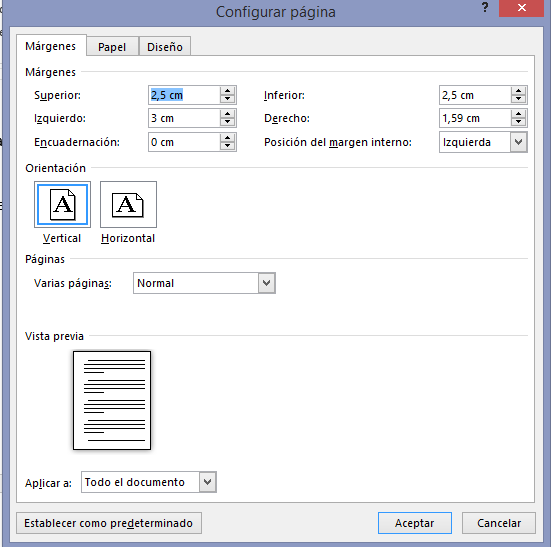 Configurar página
?
Márgenes Papel Diseño
Márgenes
Superior: 2,5 cm Inferior: 2,5 cm
Izquierdo: 3 cm Derecho: 1,59 cm
Encuadernación: 0 cm Posición del margen interno: Izquierda
Orientación
A A
Vertical Horizontal
Páginas
Varias páginas: Normal
Vista previa
Aplicar a: Todo el documento
Establecer como predeterminado Aceptar Cancelar